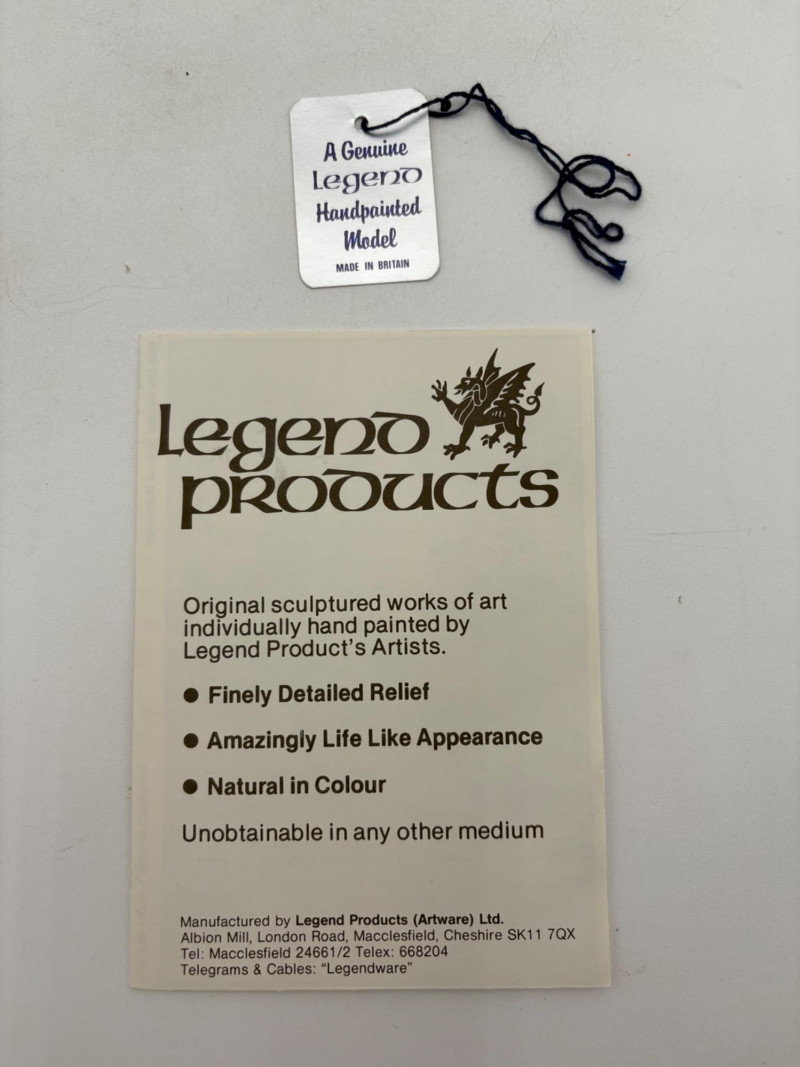 A Genuine
Legend
Handpainted
Model
MADE IN BRITAIN
Legend
products
Original sculptured works of art
individually hand painted by
Legend Product's Artists.
● Finely Detailed Relief
● Amazingly Life Like Appearance
● Natural in Colour
Unobtainable in any other medium
Manufactured by Legend Products (Artware) Ltd.
Albion Mill, London Road, Macclesfield, Cheshire SK11 7QX
Tel: Macclesfield 24661/2 Telex: 668204
Telegrams & Cables: "Legendware"